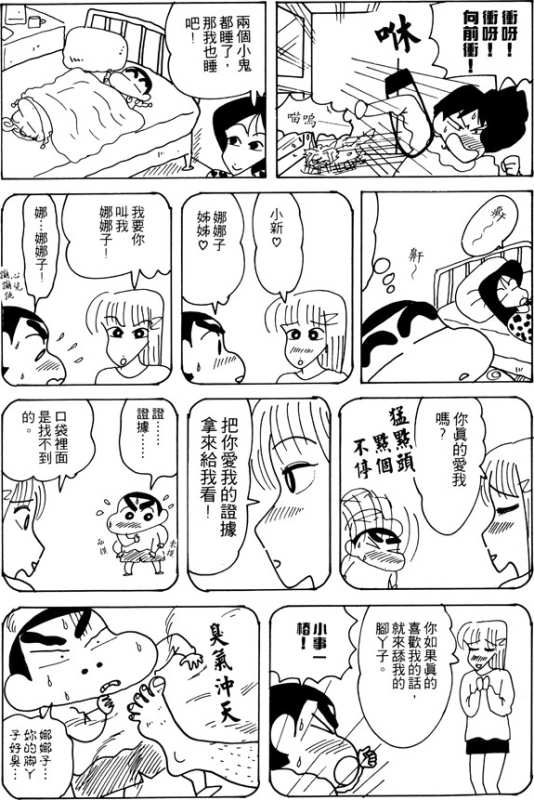 衝呀！
衝呀！
向前衝！
咻
喵嗚
兩個小鬼
都睡了，
那我也睡
吧！
鼾～
鼾～
小新♡
娜娜子
姊姊♡
我要你
叫我
娜娜子！
娜…娜娜子！
你真的愛我
嗎？
猛點頭
點個
不停
把你愛我的證據
拿來給我看！
證……
證據……
口袋裡面
是找不到
的。
你如果真的
喜歡我的話，
就來舔我的
腳丫子。
小事一
樁！
臭氣沖天
娜娜子…
妳的腳丫
子好臭…